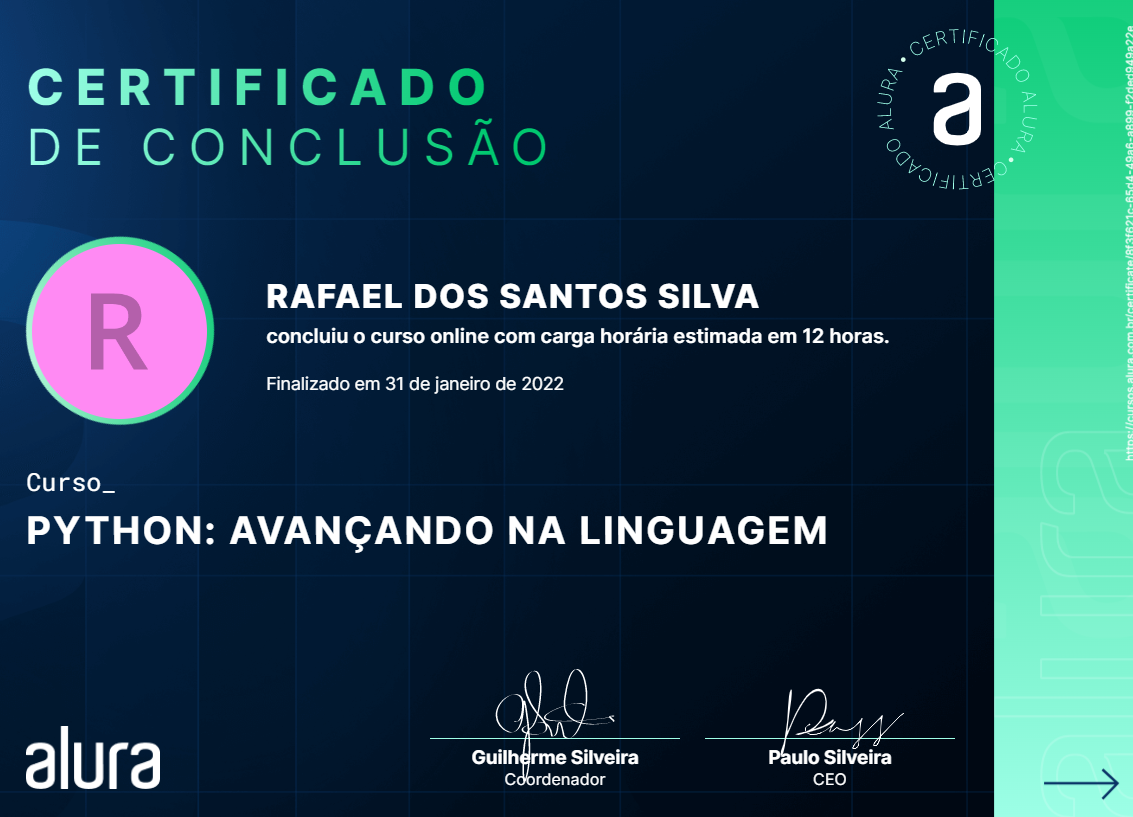 CERTIFICADO
DE CONCLUSÃO
CERTIFICADO ALURA • CERTIFICADO ALURA •
a
R
RAFAEL DOS SANTOS SILVA
concluiu o curso online com carga horária estimada em 12 horas.
Finalizado em 31 de janeiro de 2022
Curso_
PYTHON: AVANÇANDO NA LINGUAGEM
alura
Guilherme Silveira
Coordenador
Paulo Silveira
CEO
alura